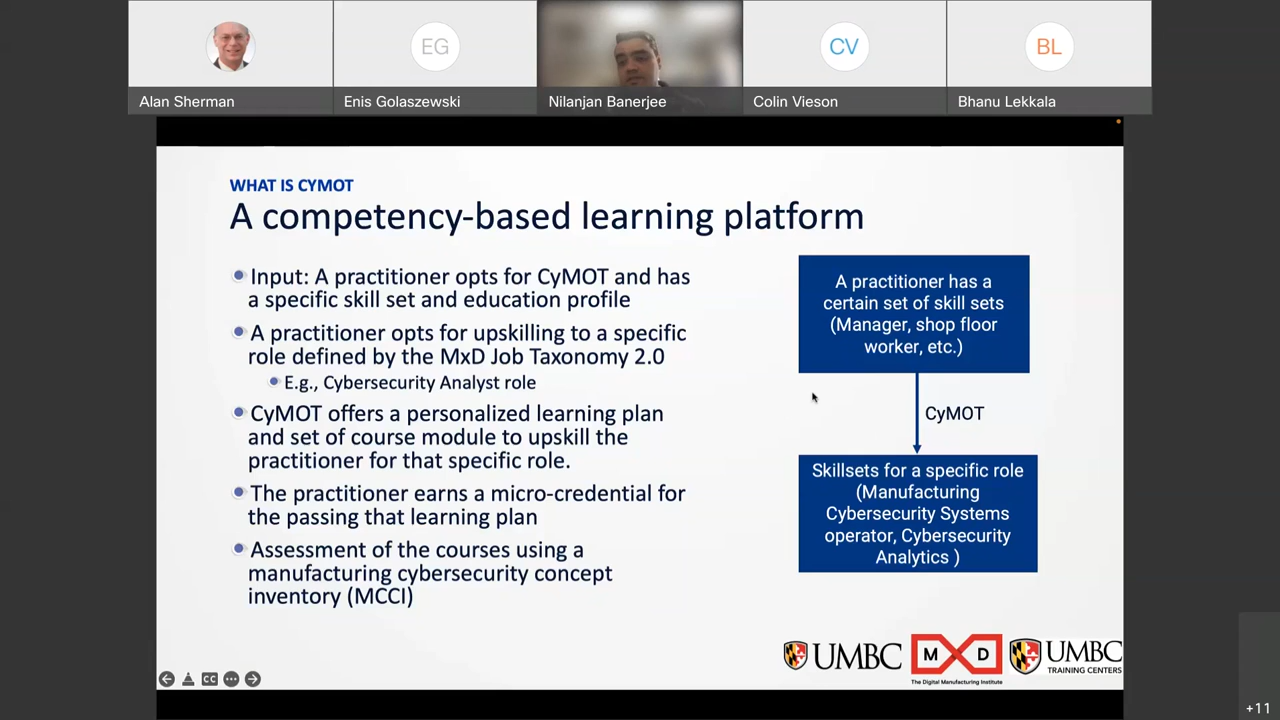 EG
CV
BL
Alan Sherman
Enis Golaszewski
Nilanjan Banerjee
Colin Vieson
Bhanu Lekkala
WHAT IS CYMOT
A competency-based learning platform
Input: A practitioner opts for CyMOT and has
a specific skill set and education profile
A practitioner opts for upskilling to a specific
role defined by the MxD Job Taxonomy 2.0
E.g., Cybersecurity Analyst role
CyMOT offers a personalized learning plan
and set of course module to upskill the
practitioner for that specific role.
The practitioner earns a micro-credential for
the passing that learning plan
Assessment of the courses using a
manufacturing cybersecurity concept
inventory (MCCI)
A practitioner has a
certain set of skill sets
(Manager, shop floor
worker, etc.)
CyMOT
Skillsets for a specific role
(Manufacturing
Cybersecurity Systems
operator, Cybersecurity
Analytics )
UMBC
M D
The Digital Manufacturing Institute
UMBC
TRAINING CENTERS
CC
+11